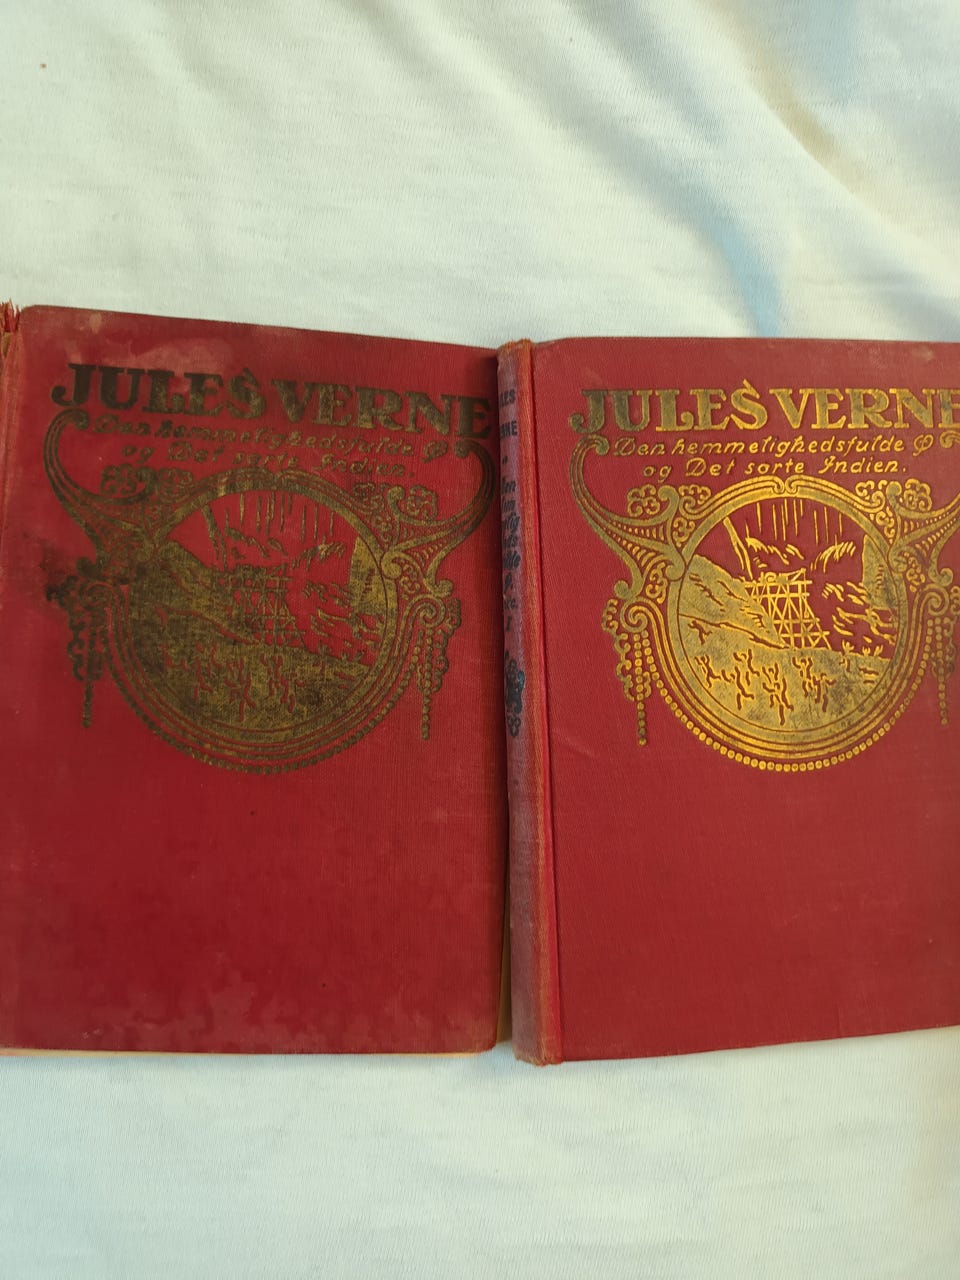 JULES VERNE
Den hemmelighedsfulde Ø
og Det sorte Indien.
JULES VERNE
Den hemmelighedsfulde Ø
og Det sorte Indien.